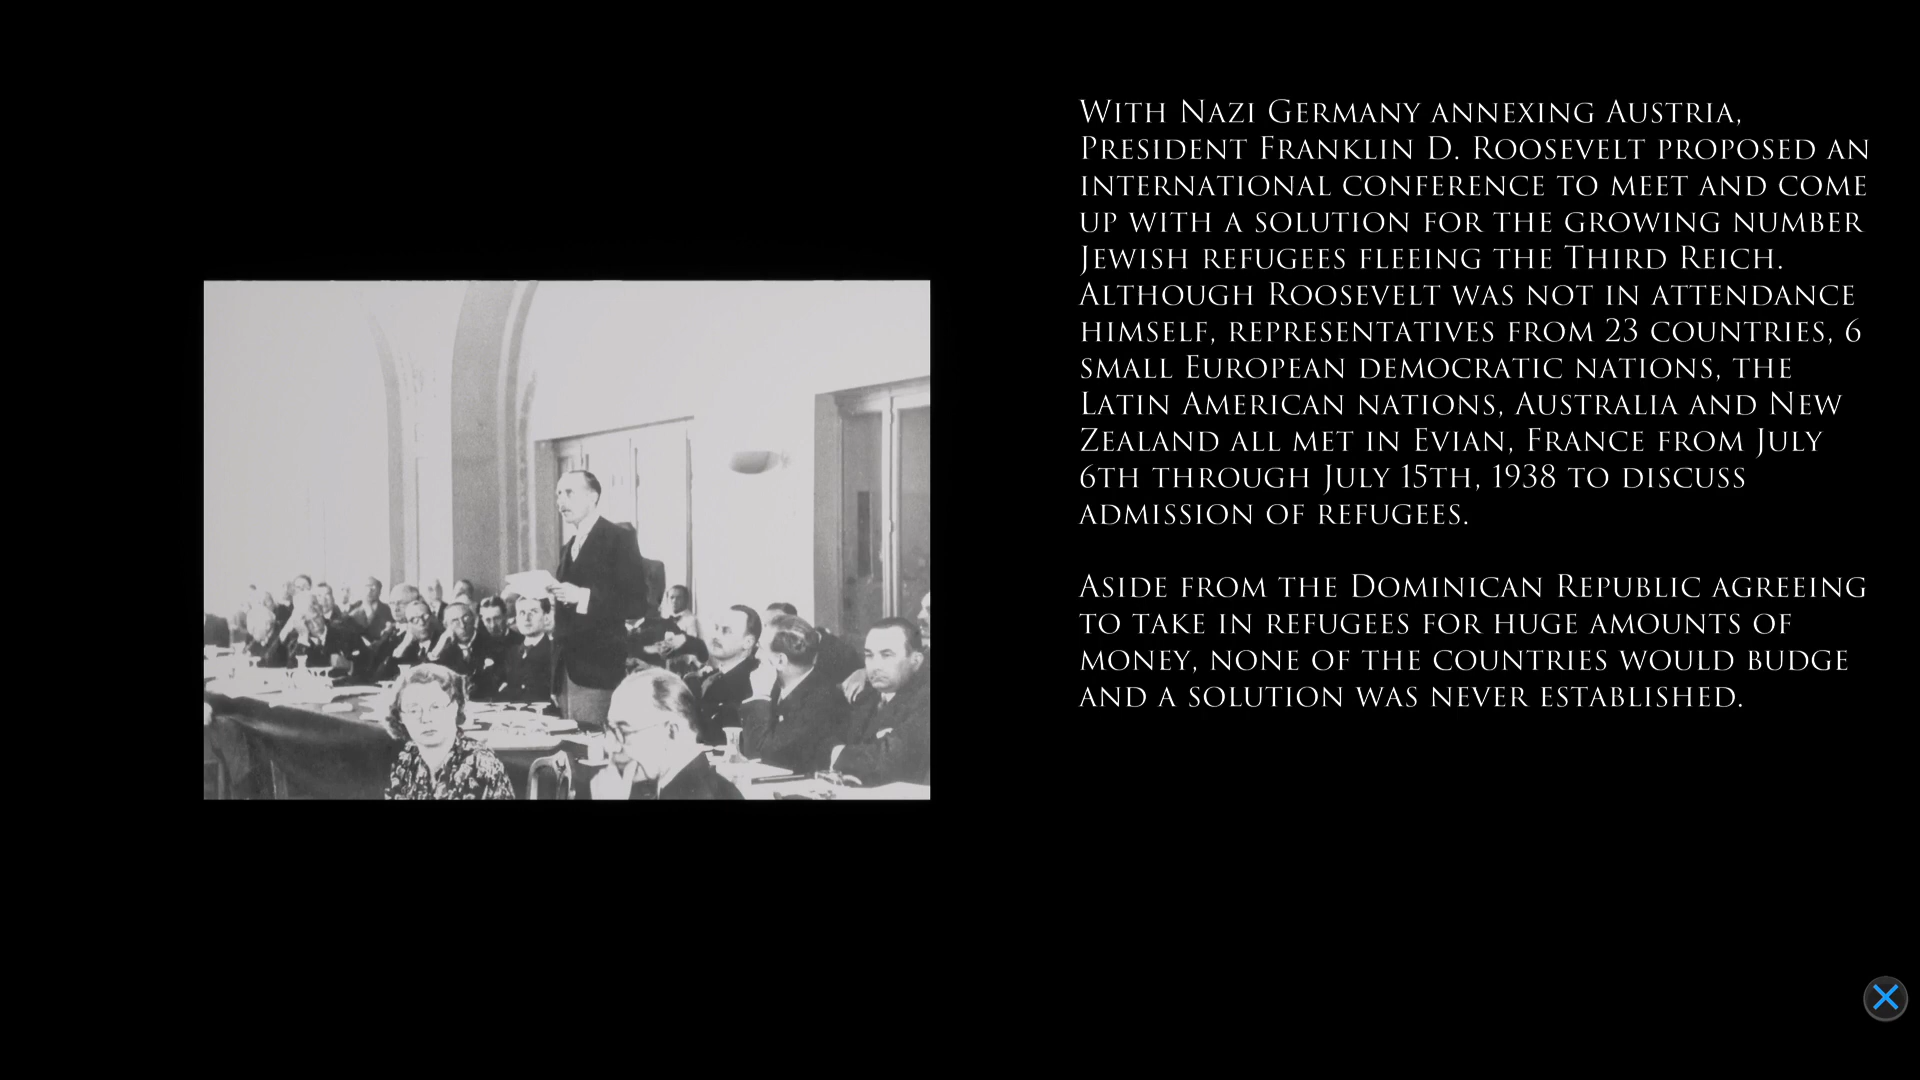 With Nazi Germany annexing Austria,
President Franklin D. Roosevelt proposed an
international conference to meet and come
up with a solution for the growing number
Jewish refugees fleeing the Third Reich.
Although Roosevelt was not in attendance
himself, representatives from 23 countries, 6
small European democratic nations, the
Latin American nations, Australia and New
Zealand all met in Evian, France from July
6th through July 15th, 1938 to discuss
admission of refugees.
Aside from the Dominican Republic agreeing
to take in refugees for huge amounts of
money, none of the countries would budge
and a solution was never established.